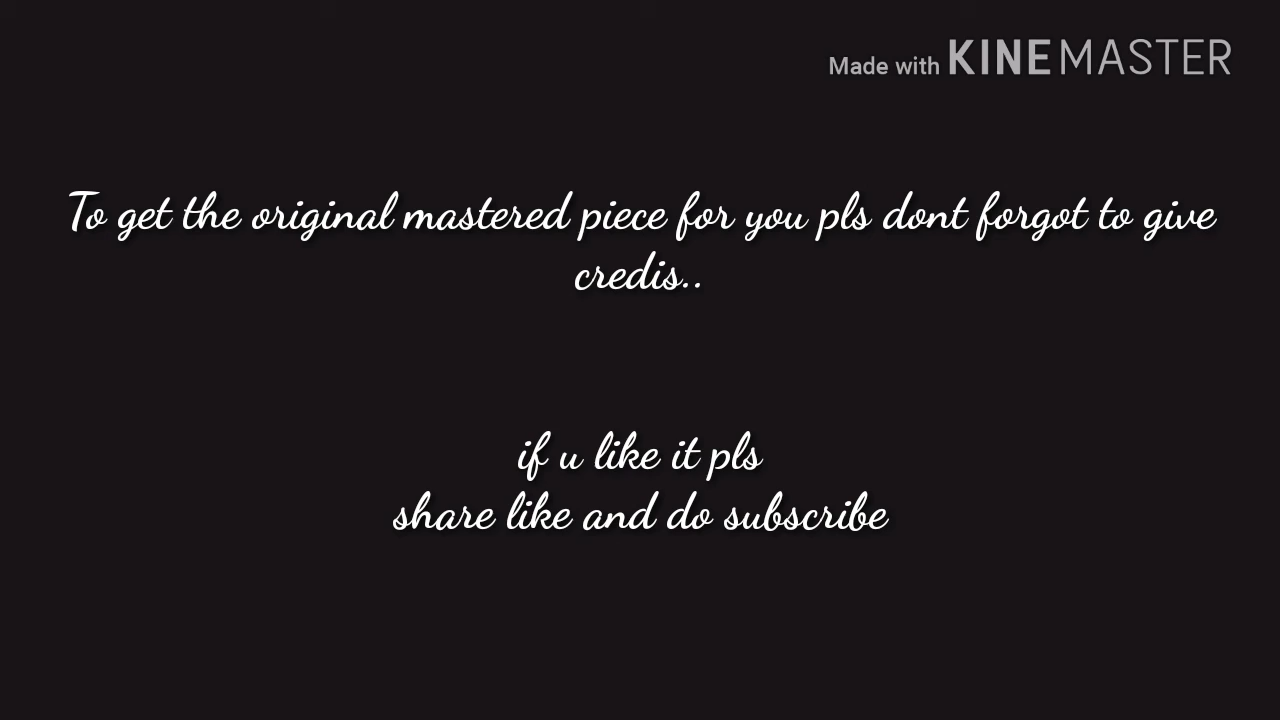 Made with KINEMASTER
To get the original mastered piece for you pls dont forgot to give
credis..
if u like it pls
share like and do subscribe